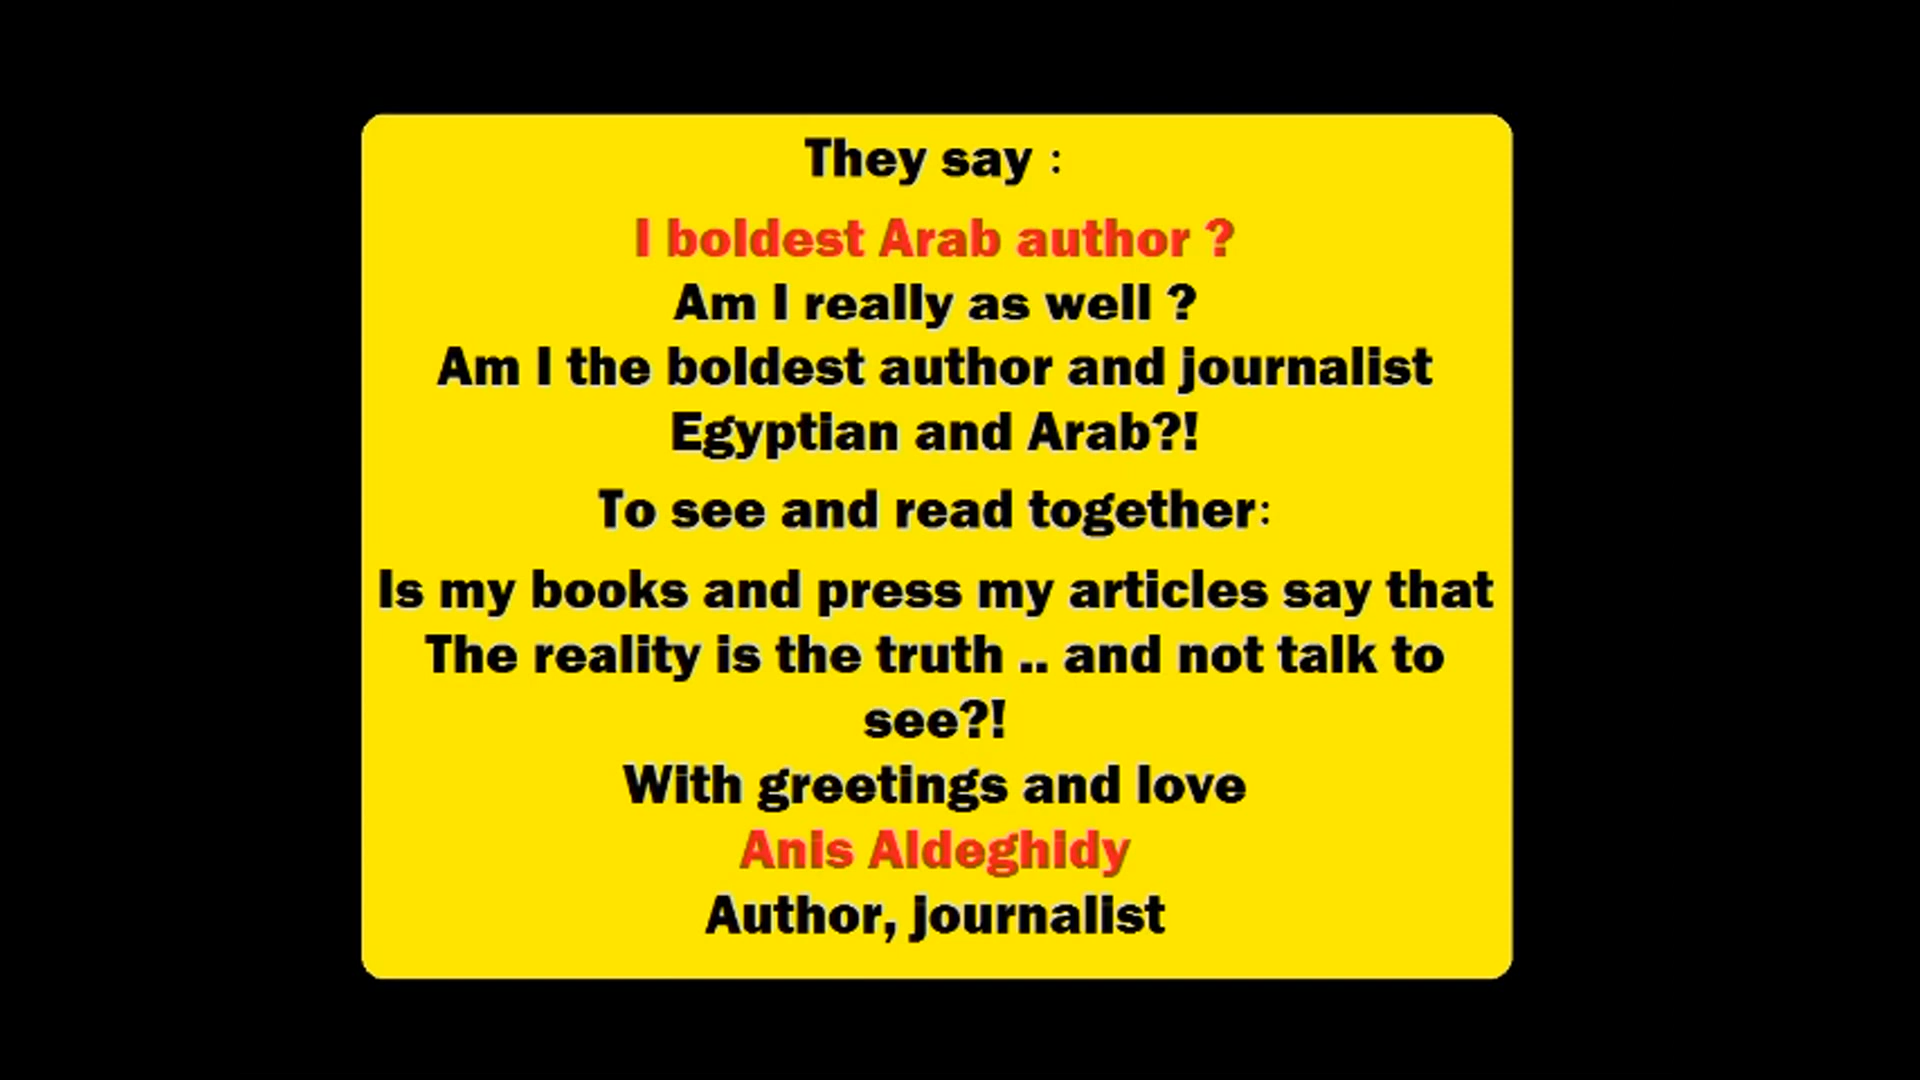 They say :
I boldest Arab author ?
Am I really as well ?
Am I the boldest author and journalist
Egyptian and Arab?!
To see and read together:
Is my books and press my articles say that
The reality is the truth .. and not talk to
see?!
With greetings and love
Anis Aldeghidy
Author, journalist